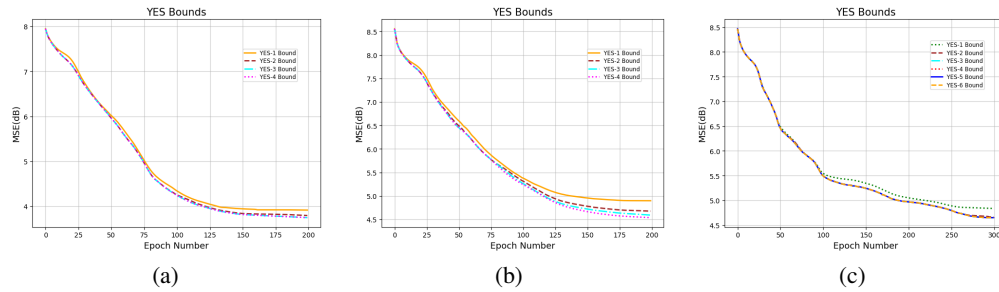 YES Bounds
MSE(dB)
8
7
6
5
4
YES-1 Bound
YES-2 Bound
YES-3 Bound
YES-4 Bound
0 25 50 75 100 125 150 175 200
Epoch Number
(a)
YES Bounds
MSE(dB)
8.5
8.0
7.5
7.0
6.5
6.0
5.5
5.0
4.5
YES-1 Bound
YES-2 Bound
YES-3 Bound
YES-4 Bound
0 25 50 75 100 125 150 175 200
Epoch Number
(b)
YES Bounds
MSE(dB)
8.5
8.0
7.5
7.0
6.5
6.0
5.5
5.0
4.5
YES-1 Bound
YES-2 Bound
YES-3 Bound
YES-4 Bound
YES-5 Bound
YES-6 Bound
0 50 100 150 200 250 300
Epoch Number
(c)